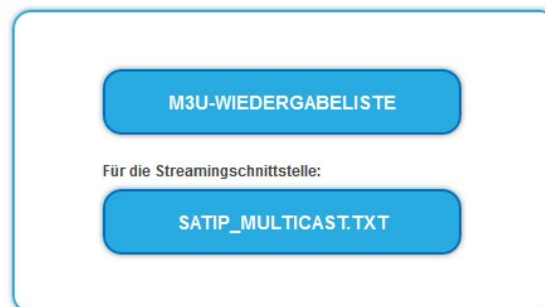 M3U-WIEDERGABELISTE
Für die Streamingschnittstelle:
SATIP_MULTICAST.TXT